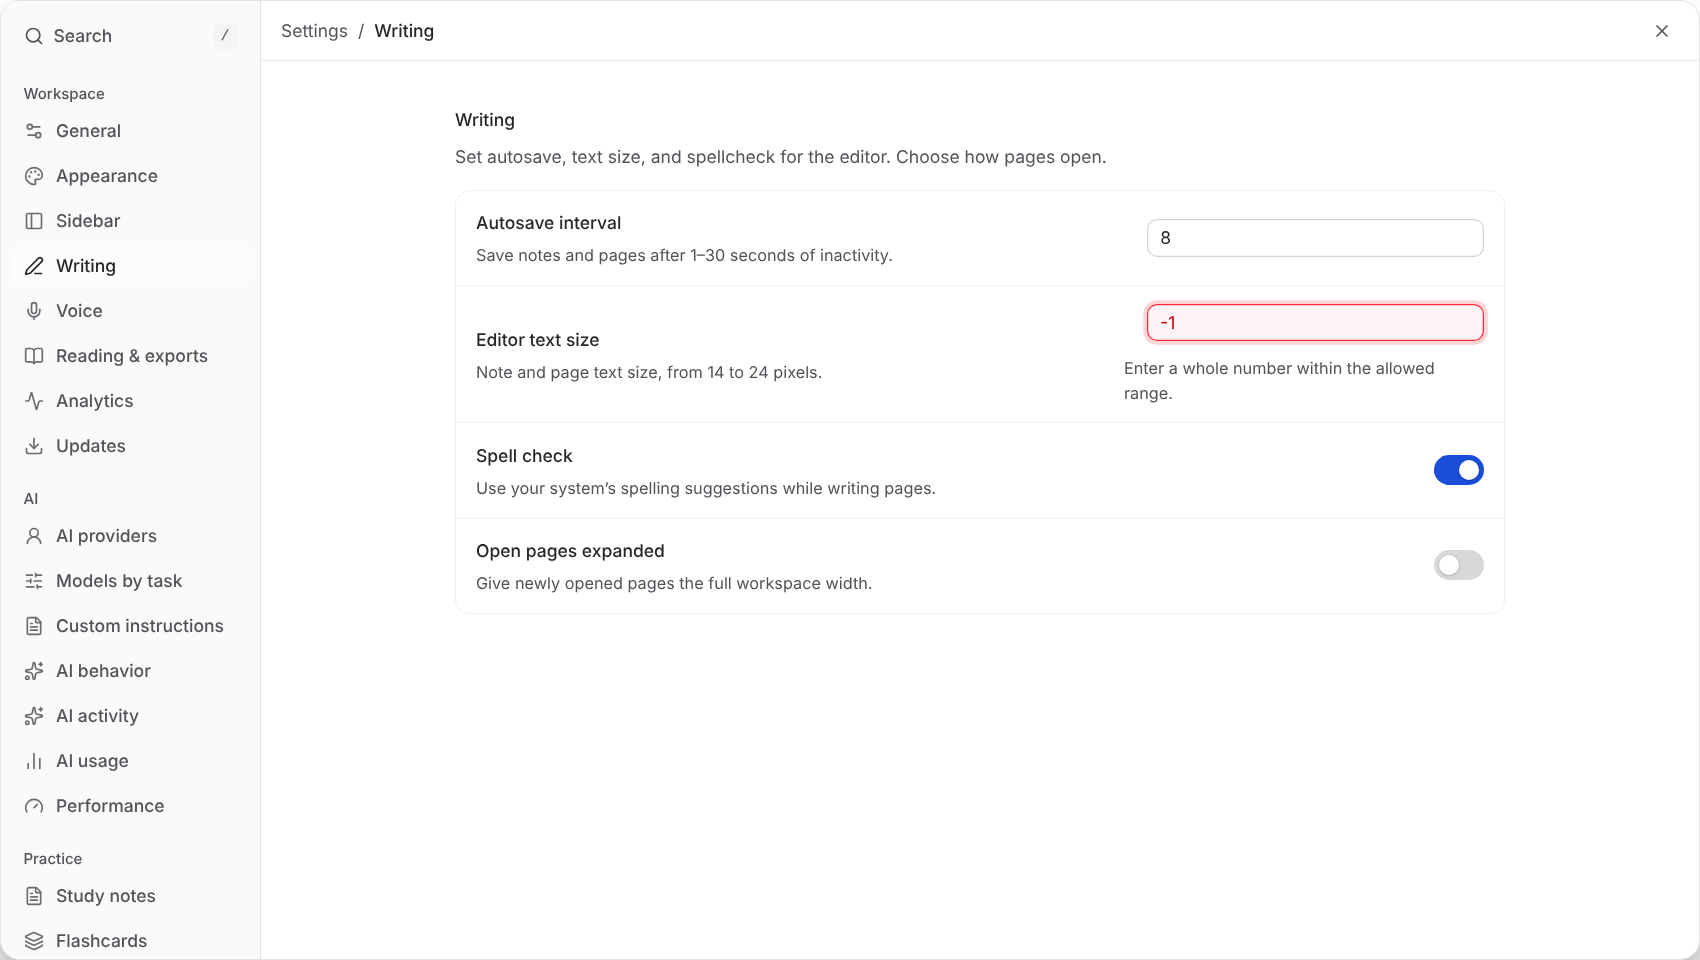 Search /
Workspace
General
Appearance
Sidebar
Writing
Voice
Reading & exports
Analytics
Updates
AI
AI providers
Models by task
Custom instructions
AI behavior
AI activity
AI usage
Performance
Practice
Study notes
Flashcards
Settings / Writing
Writing
Set autosave, text size, and spellcheck for the editor. Choose how pages open.
Autosave interval
Save notes and pages after 1–30 seconds of inactivity.
8
Editor text size
Note and page text size, from 14 to 24 pixels.
-1
Enter a whole number within the allowed
range.
Spell check
Use your system’s spelling suggestions while writing pages.
Open pages expanded
Give newly opened pages the full workspace width.